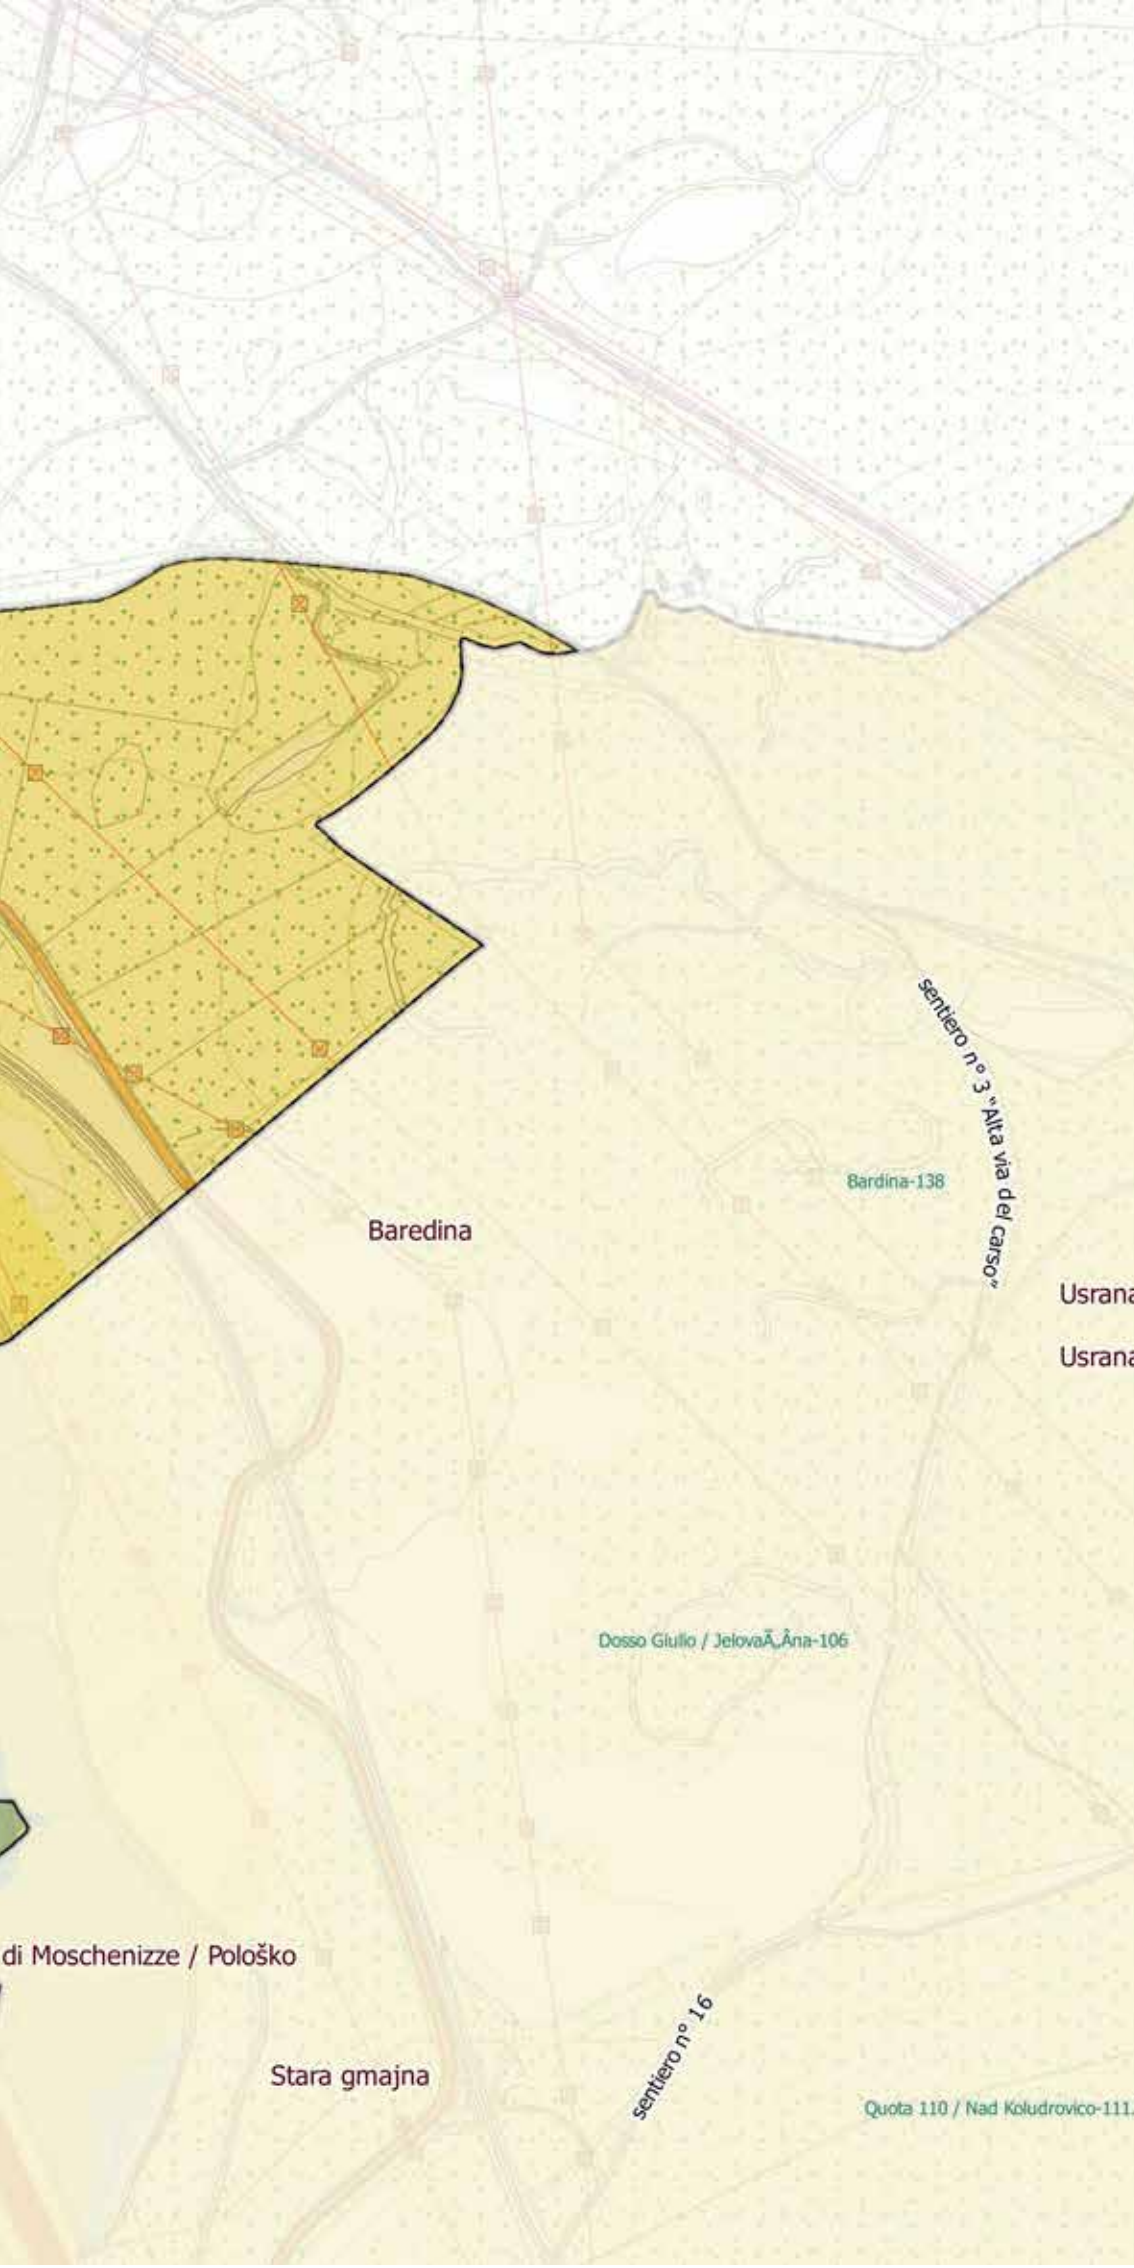 sentiero n° 3 "Alta via del carso"
Bardina-138
Baredina
Usrana
Usrana
Dosso Giulio / JelovaÃ„Âna-106
di Moschenizze / Pološko
sentiero n° 16
Stara gmajna
Quota 110 / Nad Koludrovico-111.